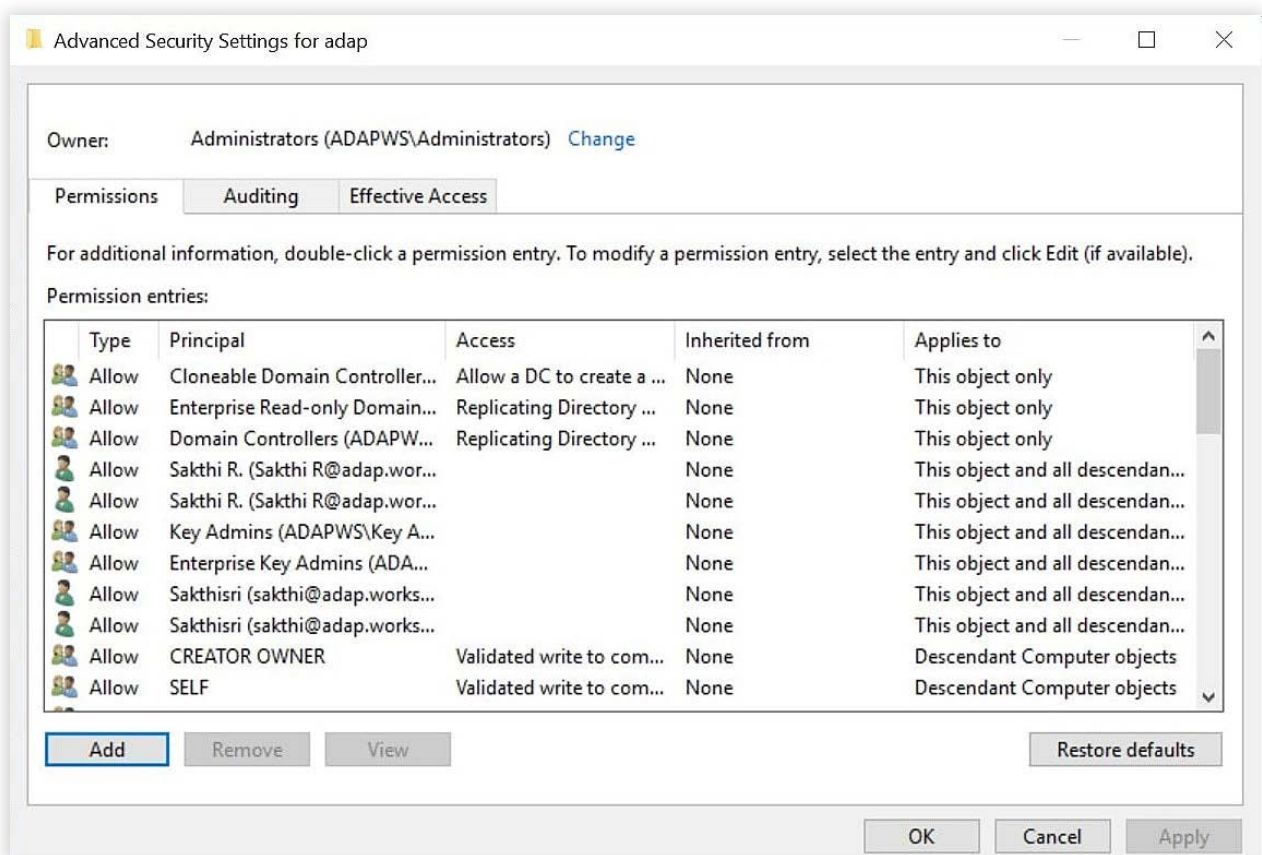 Advanced Security Settings for adap
Owner: Administrators (ADAPWS\Administrators) Change
Permissions Auditing Effective Access
For additional information, double-click a permission entry. To modify a permission entry, select the entry and click Edit (if available).
Permission entries:
Type Principal Access Inherited from Applies to
Allow Cloneable Domain Controller... Allow a DC to create a ... None This object only
Allow Enterprise Read-only Domain... Replicating Directory ... None This object only
Allow Domain Controllers (ADAPW... Replicating Directory ... None This object only
Allow Sakthi R. (Sakthi R@adap.wor... None This object and all descendan...
Allow Sakthi R. (Sakthi R@adap.wor... None This object and all descendan...
Allow Key Admins (ADAPWS\Key A... None This object and all descendan...
Allow Enterprise Key Admins (ADA... None This object and all descendan...
Allow Sakthisri (sakthi@adap.works... None This object and all descendan...
Allow Sakthisri (sakthi@adap.works... None This object and all descendan...
Allow CREATOR OWNER Validated write to com... None Descendant Computer objects
Allow SELF Validated write to com... None Descendant Computer objects
Add Remove View Restore defaults
OK Cancel Apply